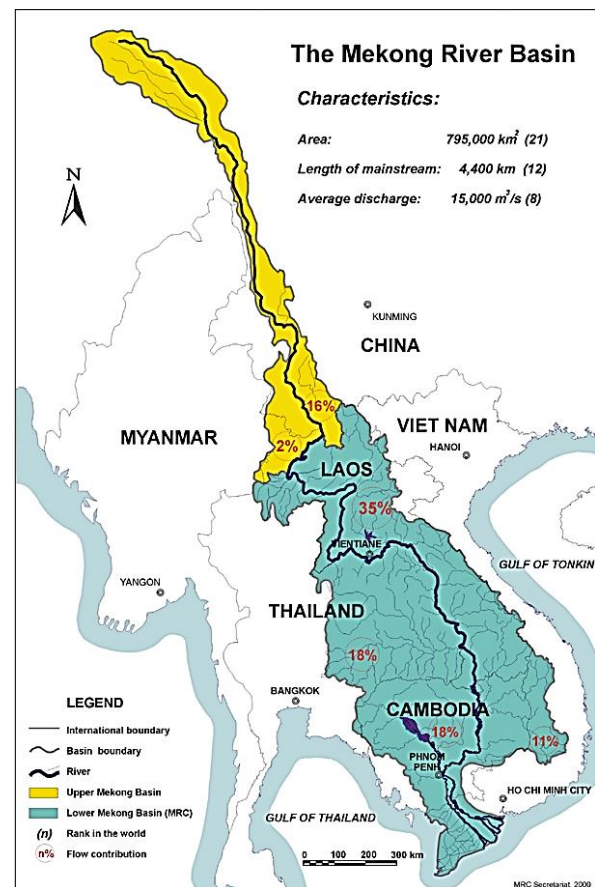 The Mekong River Basin
Characteristics:
Area: 795,000 km² (21)
Length of mainstream: 4,400 km (12)
Average discharge: 15,000 m³/s (8)
N
KUNMING
CHINA
16%
MYANMAR
VIET NAM
2%
HANOI
LAOS
35%
VIENTIANE
GULF OF TONKIN
YANGON
THAILAND
18%
BANGKOK
CAMBODIA
18%
11%
PHNOM
PENH
HO CHI MINH CITY
GULF OF THAILAND
LEGEND
International boundary
Basin boundary
River
Upper Mekong Basin
Lower Mekong Basin (MRC)
(n) Rank in the world
n% Flow contribution
0 100 200 300 km
MRC Secretariat 2000